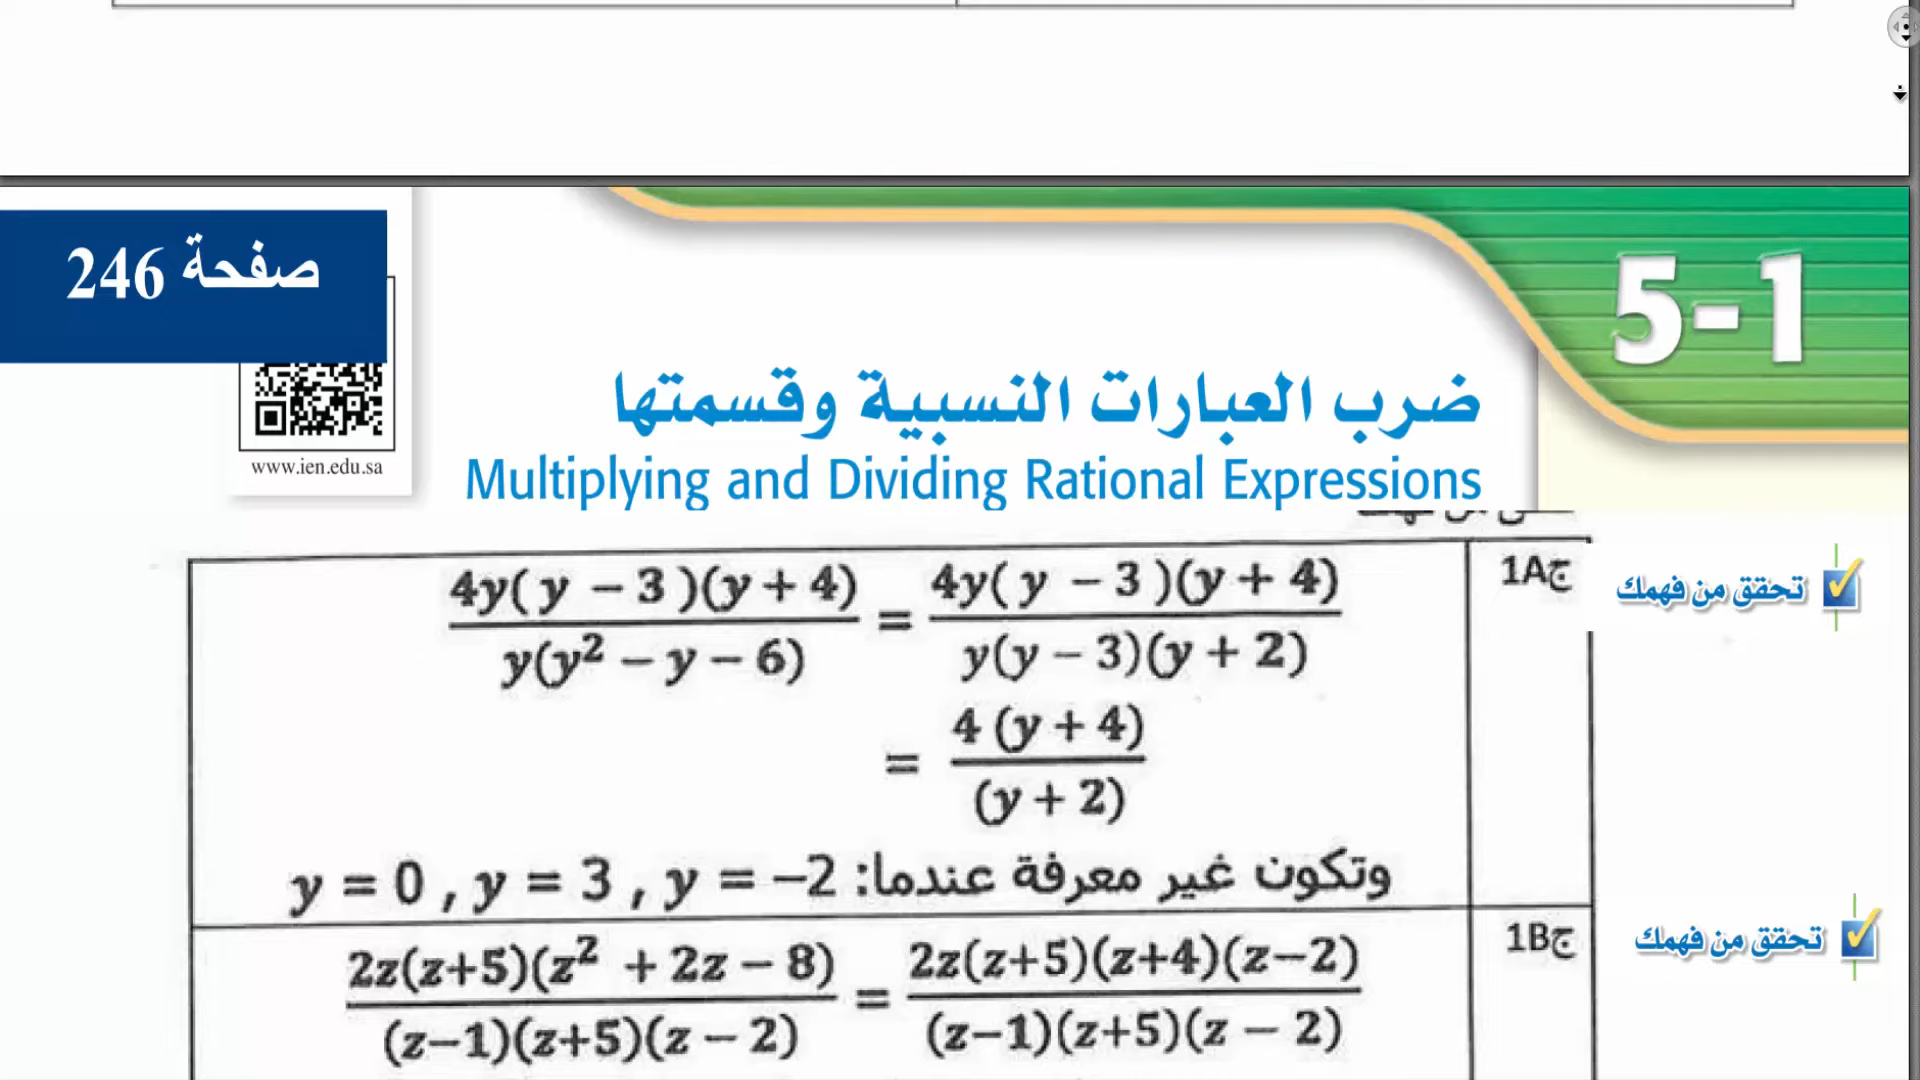 صفحة 246
5-1
ضرب العبارات النسبية وقسمتها
www.ien.edu.sa
Multiplying and Dividing Rational Expressions
تحقق من فهمك
ج1A
4y( y − 3 )(y + 4) / y(y² − y − 6) = 4y( y − 3 )(y + 4) / y(y − 3)(y + 2)
= 4 (y + 4) / (y + 2)
وتكون غير معرفة عندما: y = 0 , y = 3 , y = −2
تحقق من فهمك
ج1B
2z(z+5)(z² + 2z − 8) / (z−1)(z+5)(z − 2) = 2z(z+5)(z+4)(z−2) / (z−1)(z+5)(z − 2)